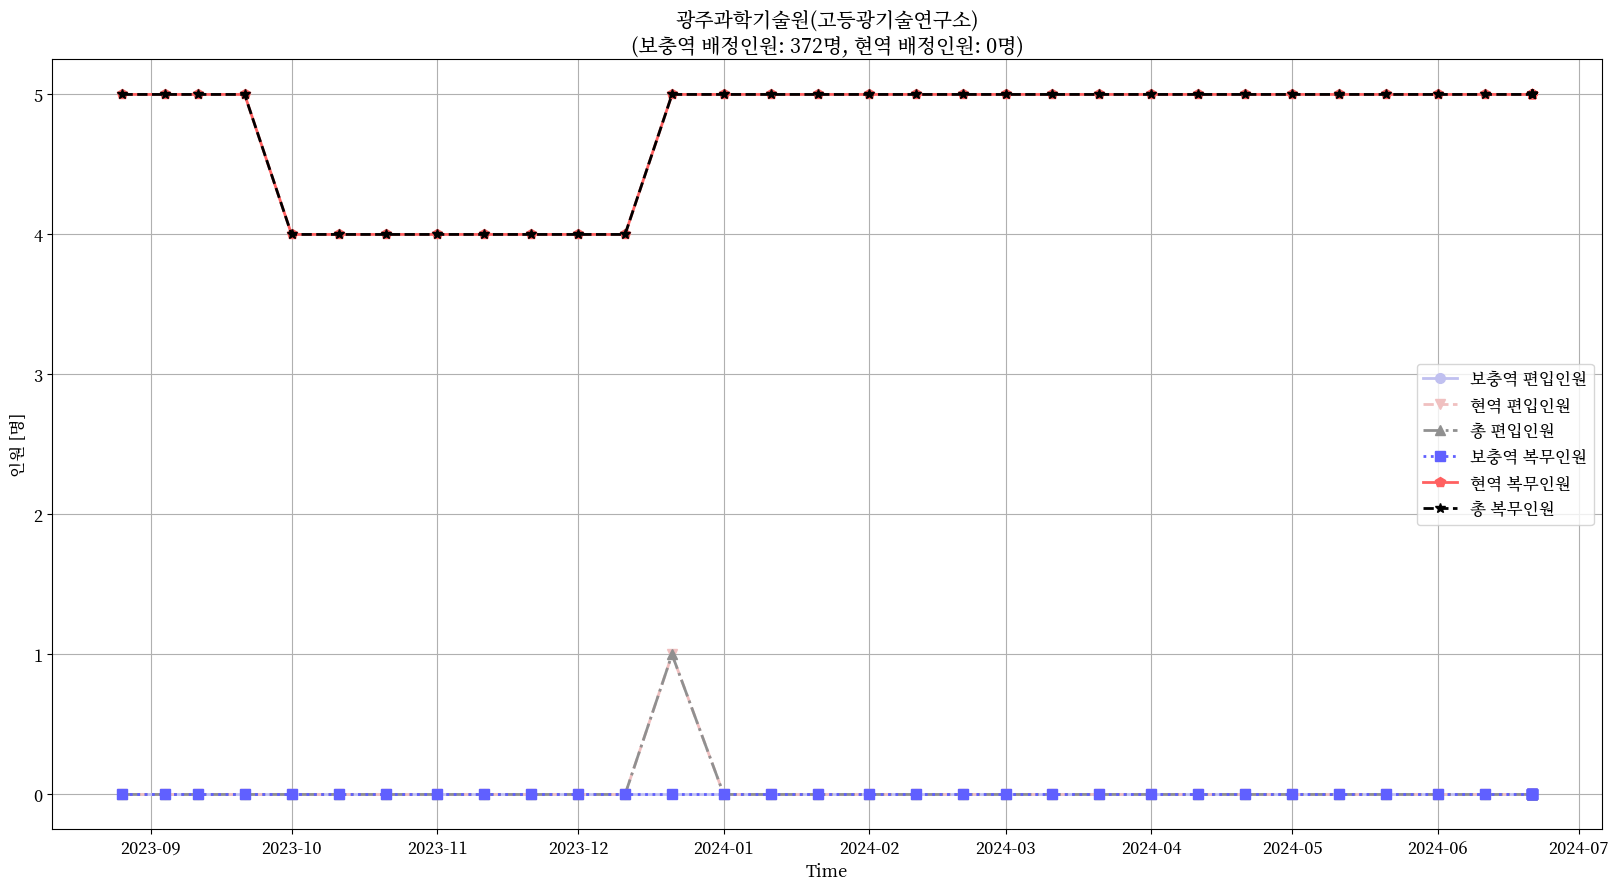 광주과학기술원(고등광기술연구소)
(보충역 배정인원: 372명, 현역 배정인원: 0명)
인원 [명]
5
4
3
2
1
0
보충역 편입인원
현역 편입인원
총 편입인원
보충역 복무인원
현역 복무인원
총 복무인원
2023-09 2023-10 2023-11 2023-12 2024-01 2024-02 2024-03 2024-04 2024-05 2024-06 2024-07
Time